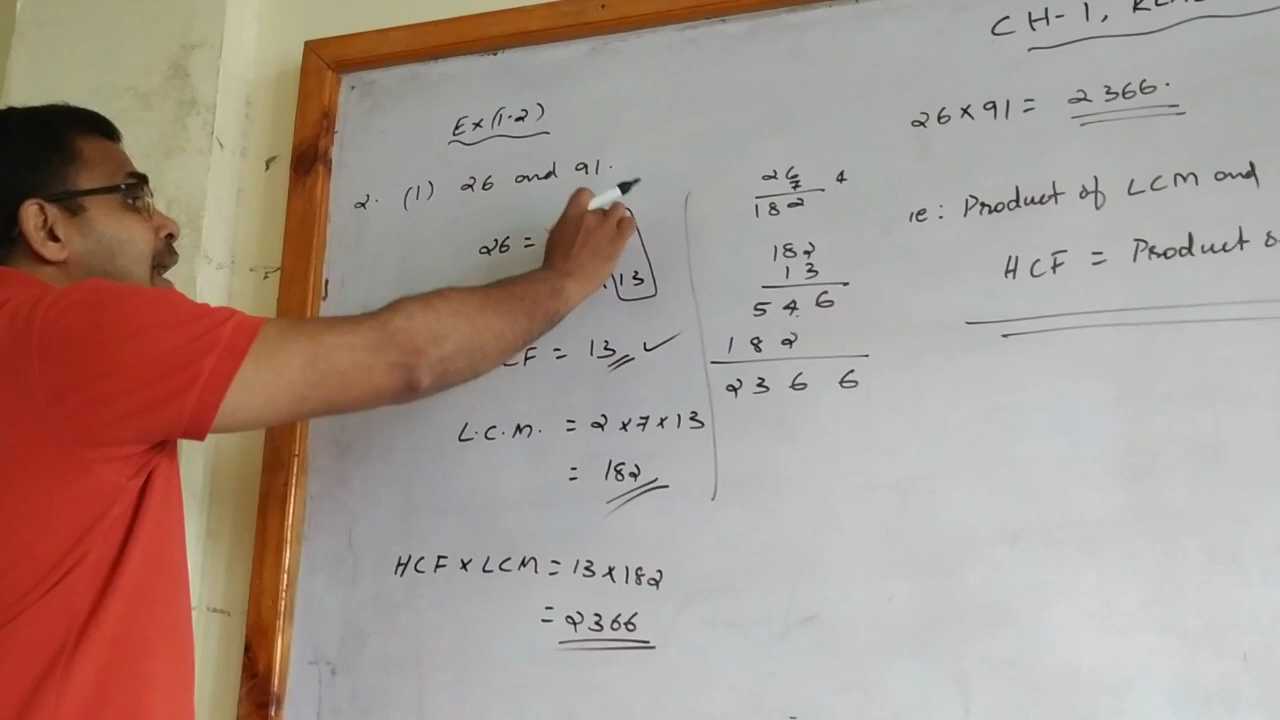 CH-1,
Ex (1.2)
2. (1) 26 and 91.
26 =
13
= 13 ✓
L.C.M. = 2 x 7 x 13
= 182
HCF x LCM = 13 x 182
= 2366
26
7 4
182
182
13
546
182
2366
26 x 91 = 2366.
ie: Product of LCM and
HCF = Product